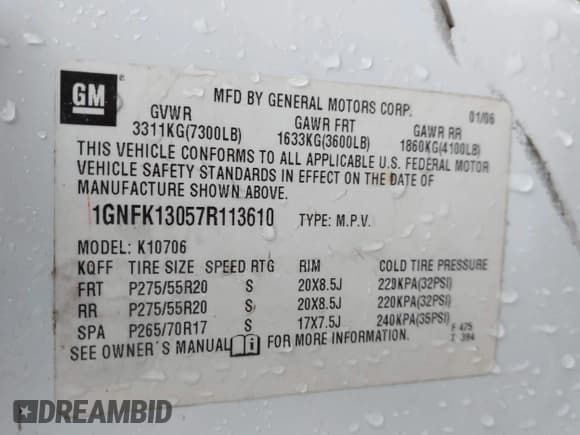 GM
MFD BY GENERAL MOTORS CORP. 01/06
GVWR GAWR FRT GAWR RR
3311KG(7300LB) 1633KG(3600LB) 1860KG(4100LB)
THIS VEHICLE CONFORMS TO ALL APPLICABLE U.S. FEDERAL MOTOR
VEHICLE SAFETY STANDARDS IN EFFECT ON THE DATE OF
MANUFACTURE SHOWN ABOVE.
1GNFK13057R113610 TYPE: M.P.V.
MODEL: K10706
KQFF TIRE SIZE SPEED RTG RIM COLD TIRE PRESSURE
FRT P275/55R20 S 20X8.5J 220KPA(32PSI)
RR P275/55R20 S 20X8.5J 220KPA(32PSI)
SPA P265/70R17 S 17X7.5J 240KPA(35PSI)
SEE OWNER'S MANUAL i FOR MORE INFORMATION.
F 475
I 394
DREAMBID